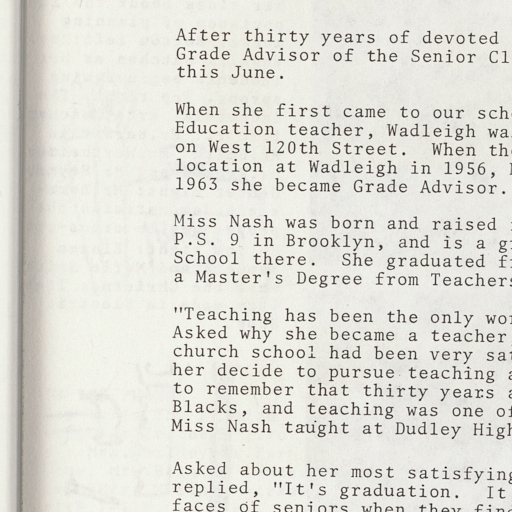 After thirty years of devoted
Grade Advisor of the Senior Cl
this June.
When she first came to our sch
Education teacher, Wadleigh wa
on West 120th Street. When th
location at Wadleigh in 1956,
1963 she became Grade Advisor.
Miss Nash was born and raised
P.S. 9 in Brooklyn, and is a g
School there. She graduated f
a Master's Degree from Teachers
"Teaching has been the only wo
Asked why she became a teacher
church school had been very sat
her decide to pursue teaching a
to remember that thirty years a
Blacks, and teaching was one of
Miss Nash taught at Dudley High
Asked about her most satisfying
replied, "It's graduation. It
faces of seniors when they fin